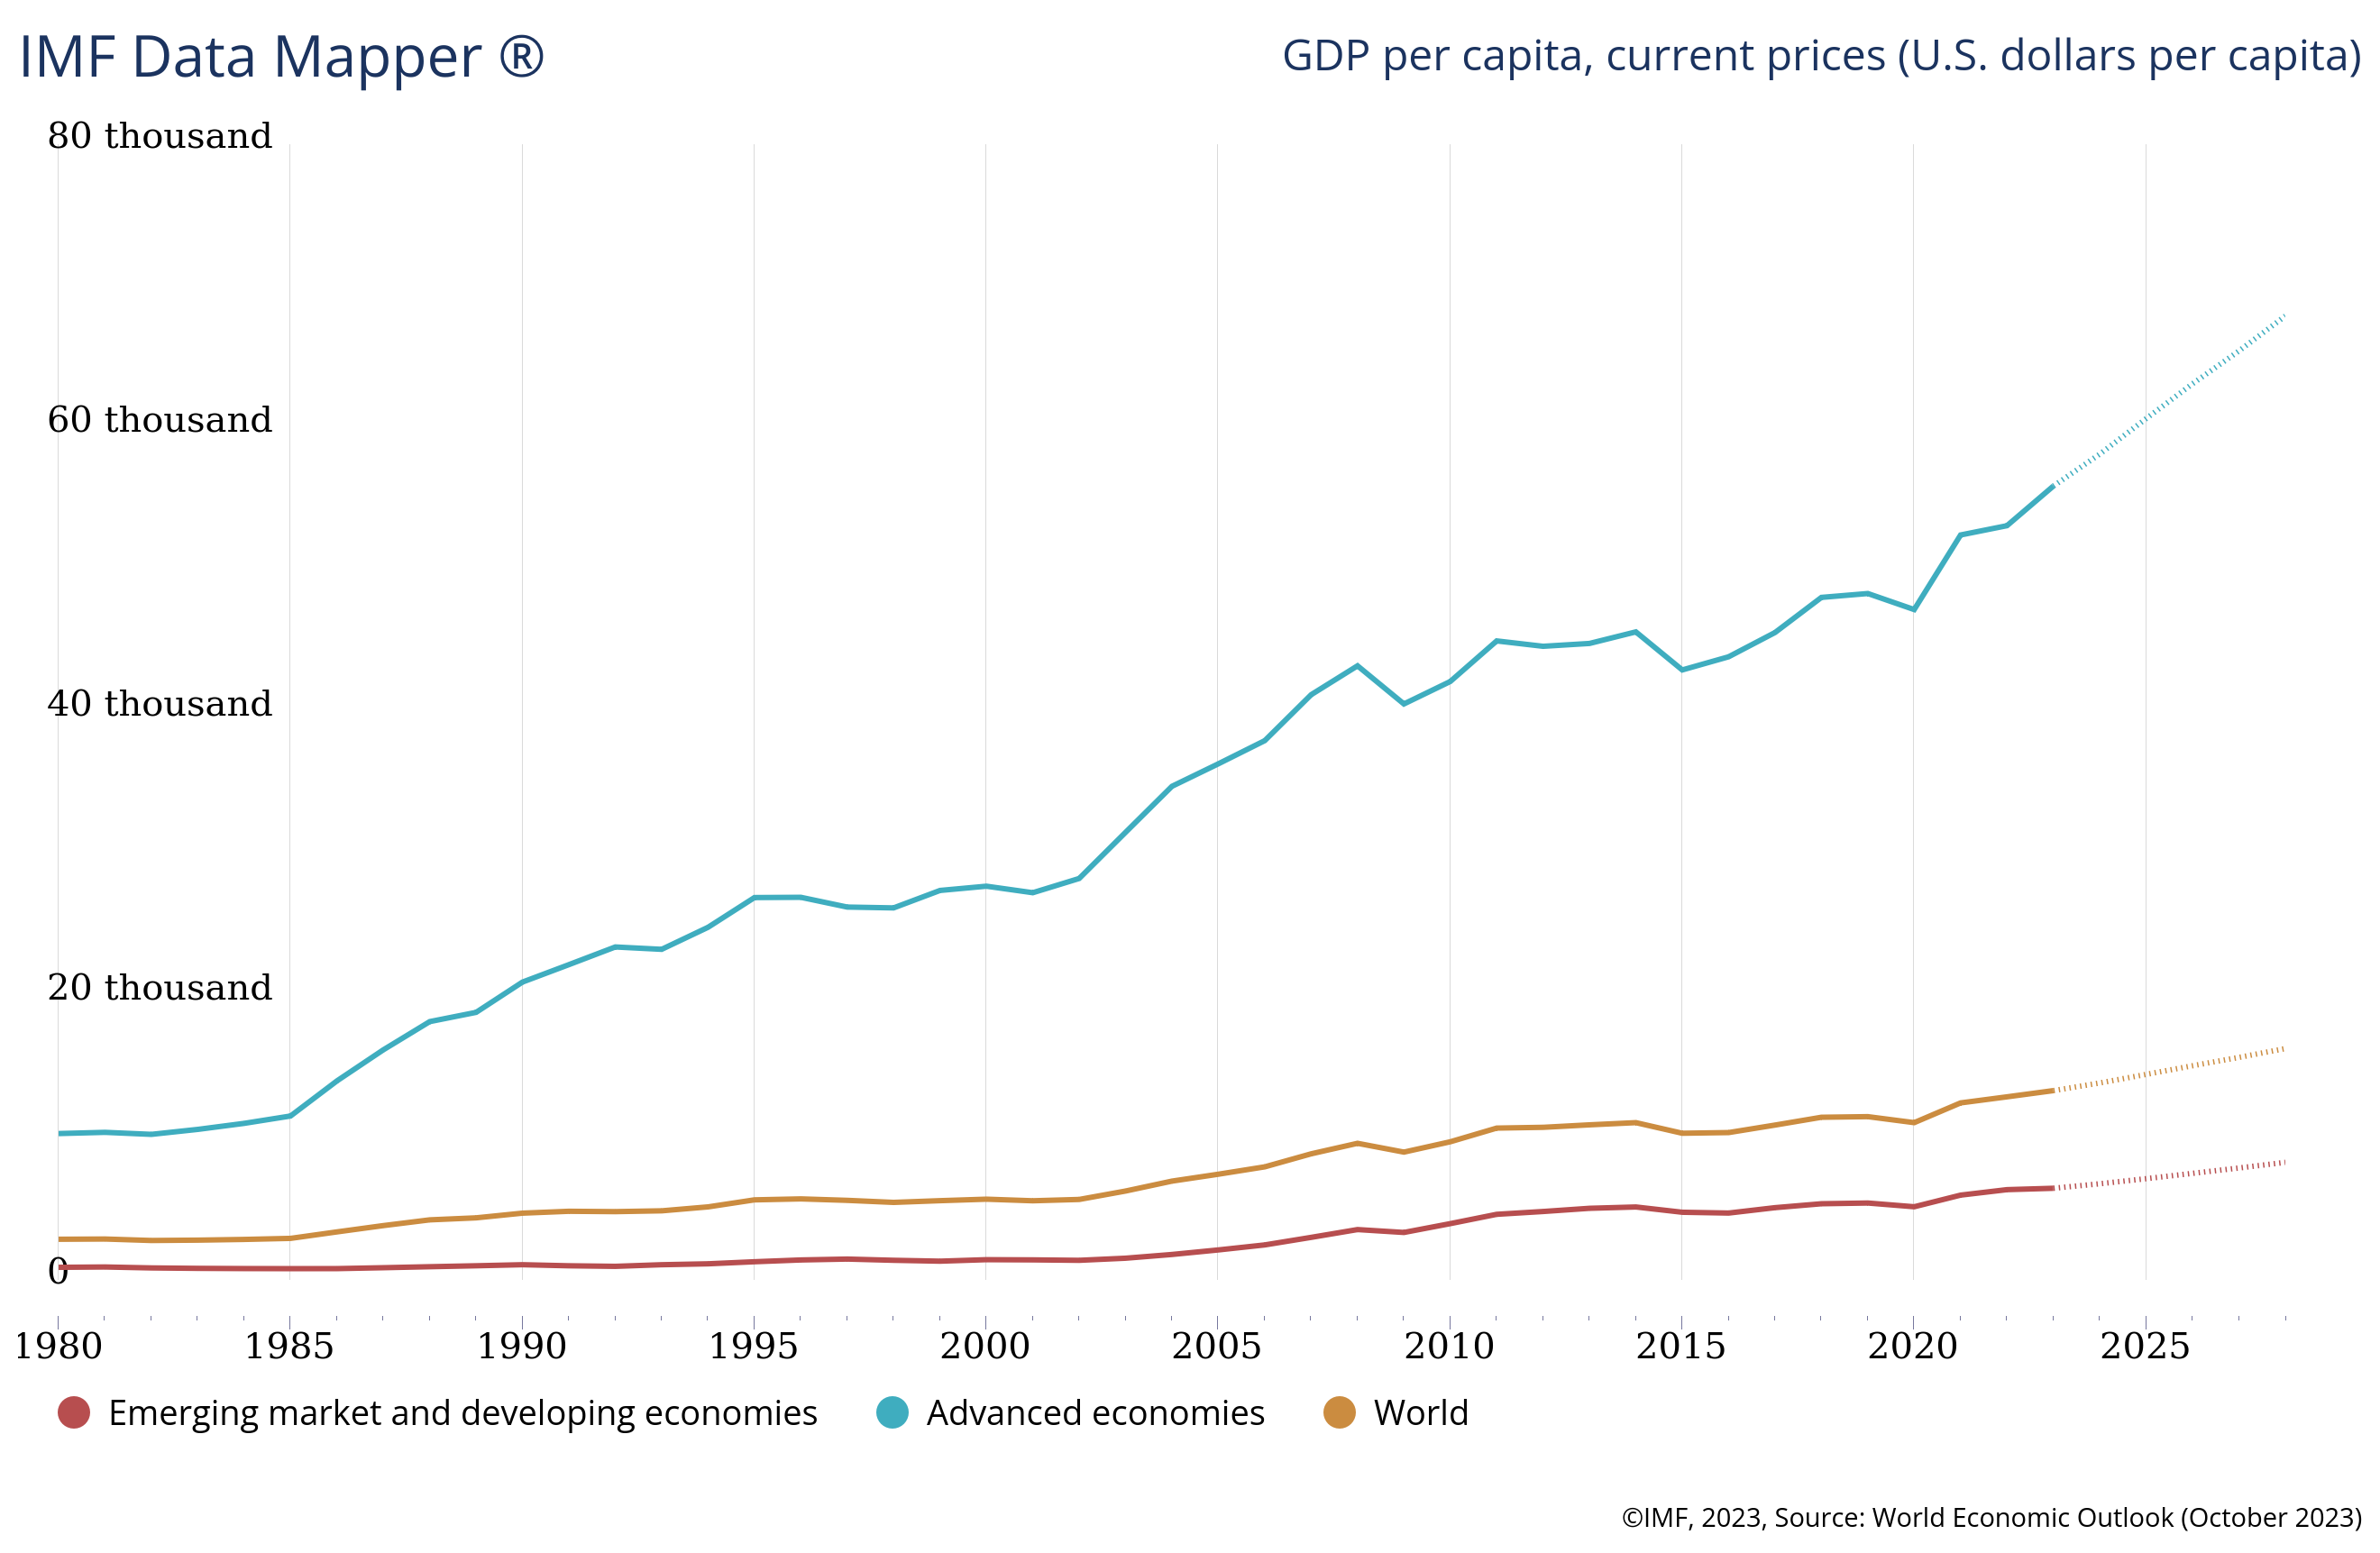 IMF Data Mapper ®
GDP per capita, current prices (U.S. dollars per capita)
80 thousand
60 thousand
40 thousand
20 thousand
0
1980 1985 1990 1995 2000 2005 2010 2015 2020 2025
Emerging market and developing economies Advanced economies World
©IMF, 2023, Source: World Economic Outlook (October 2023)